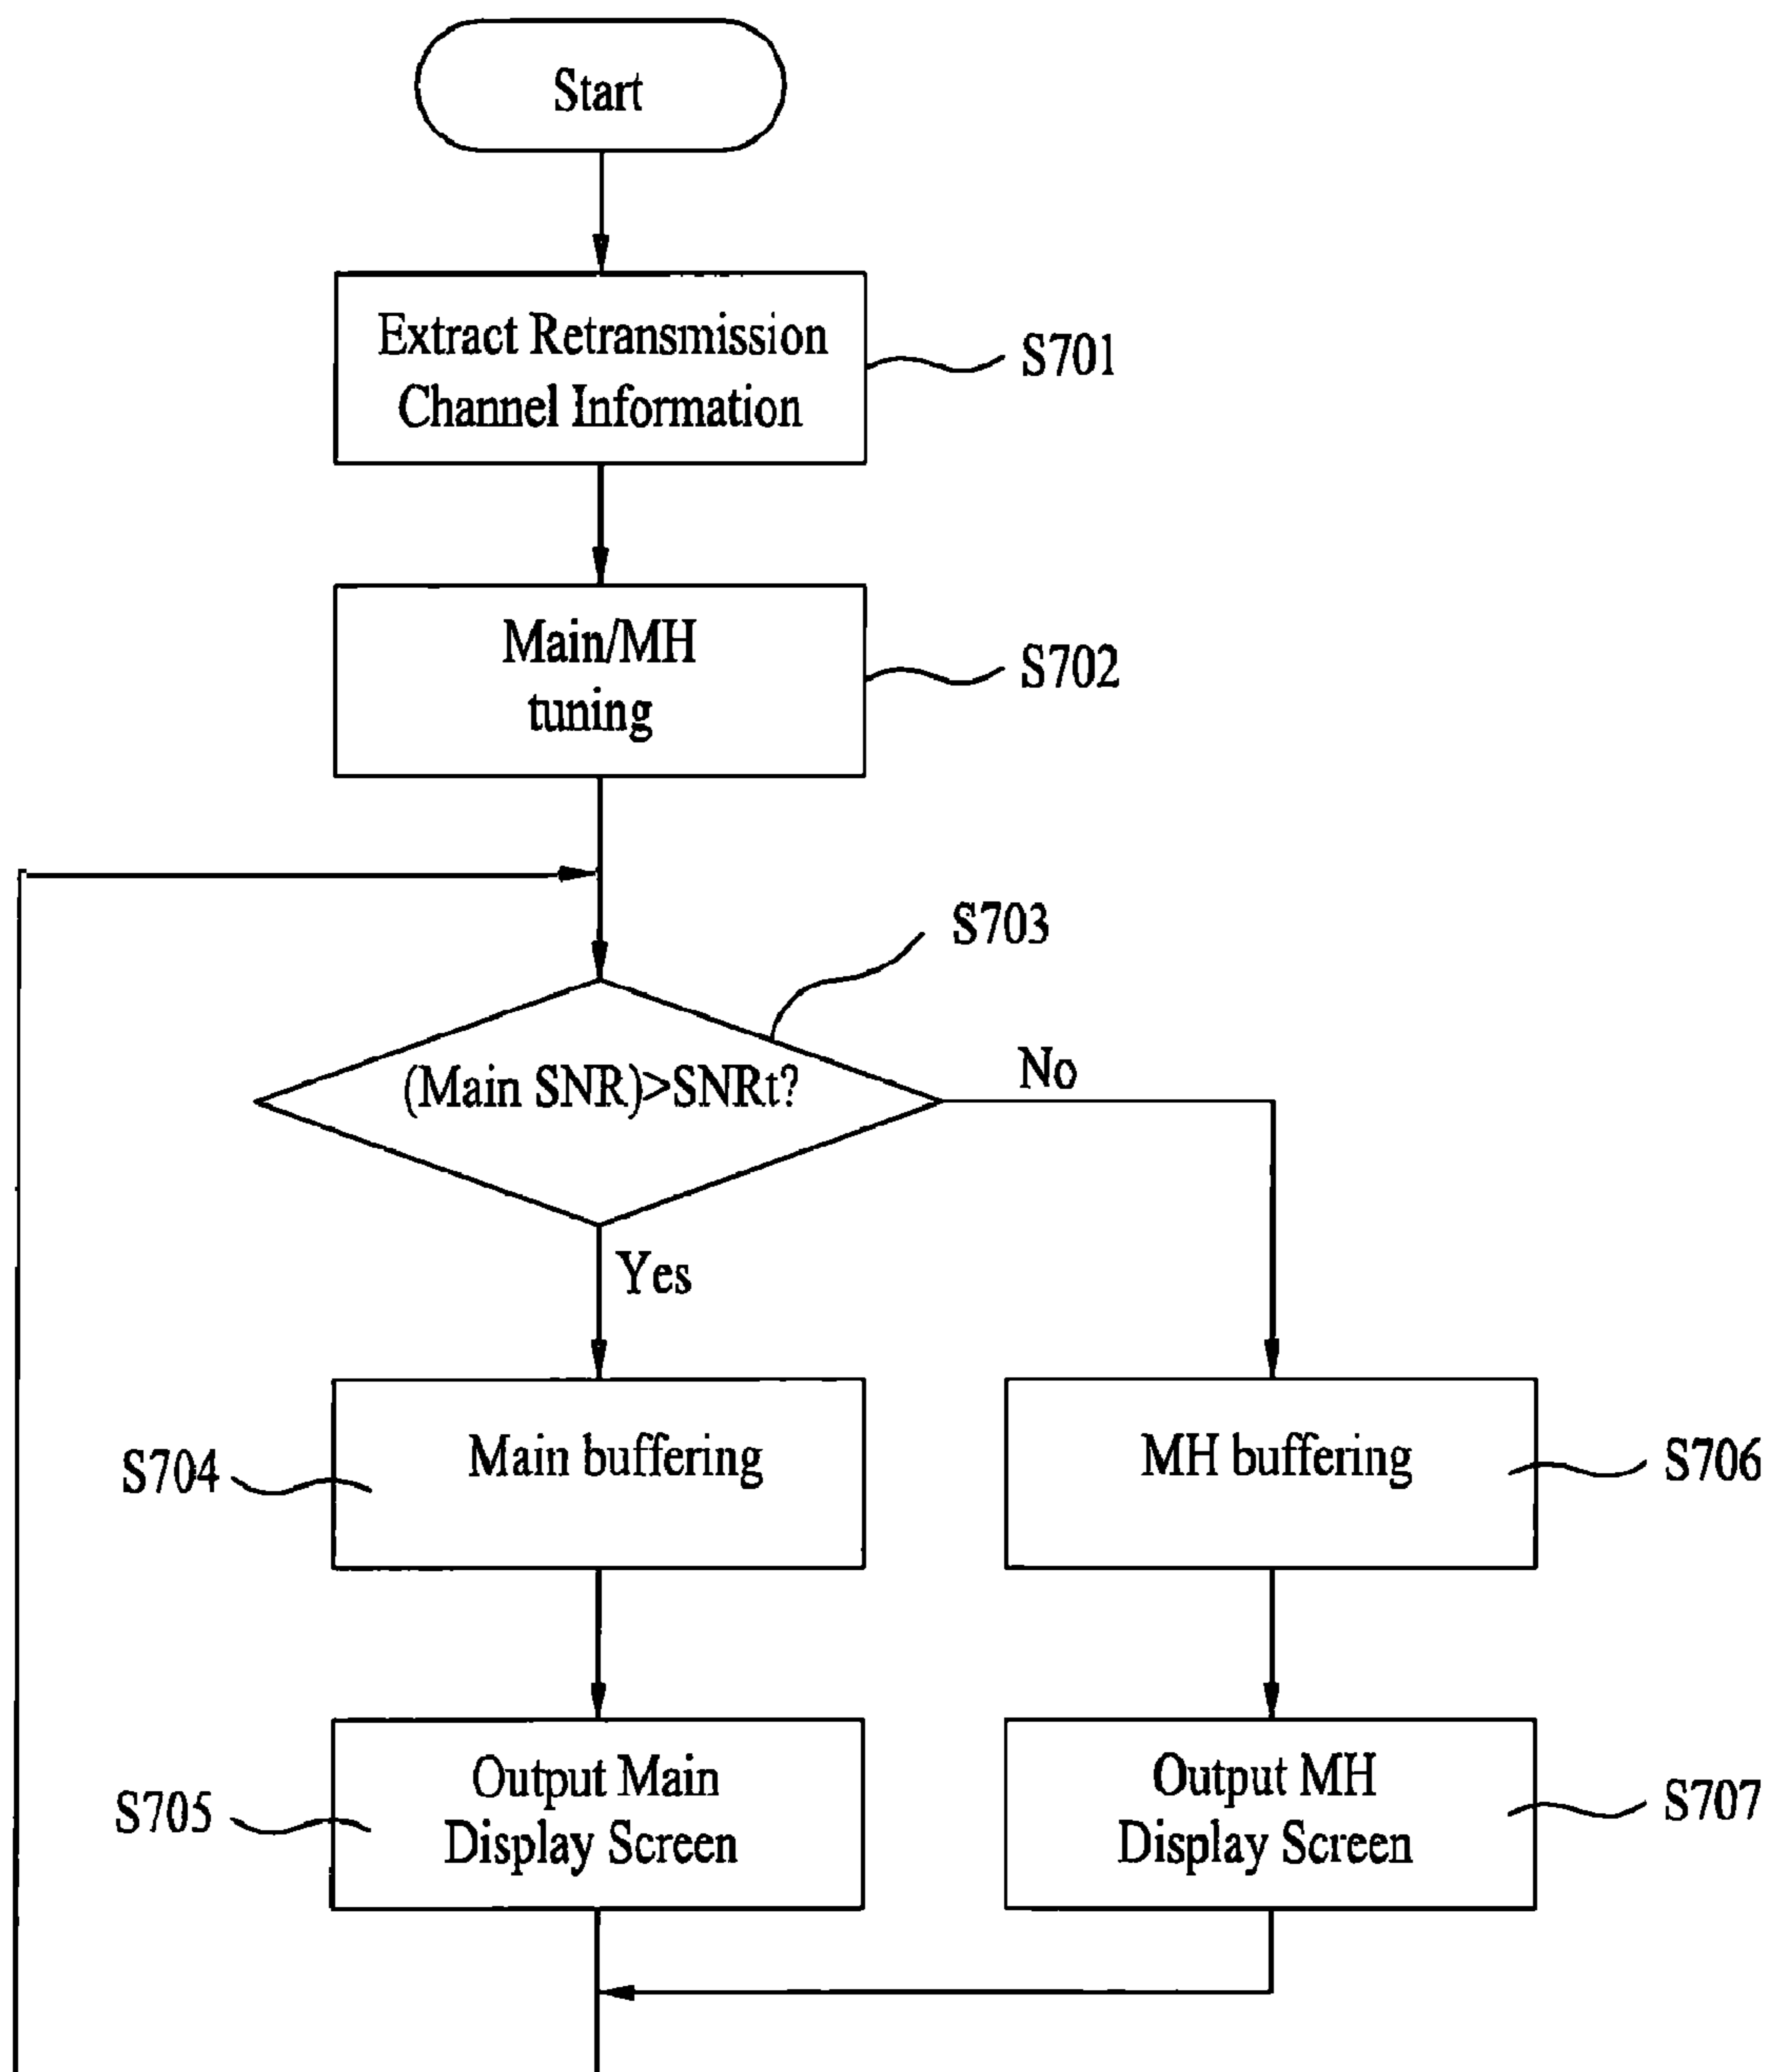 Start
Extract Retransmission
Channel Information
S701
Main/MH
tuning
S702
S703
(Main SNR)>SNRt?
No
Yes
S704
Main buffering
MH buffering
S706
S705
Output Main
Display Screen
Output MH
Display Screen
S707